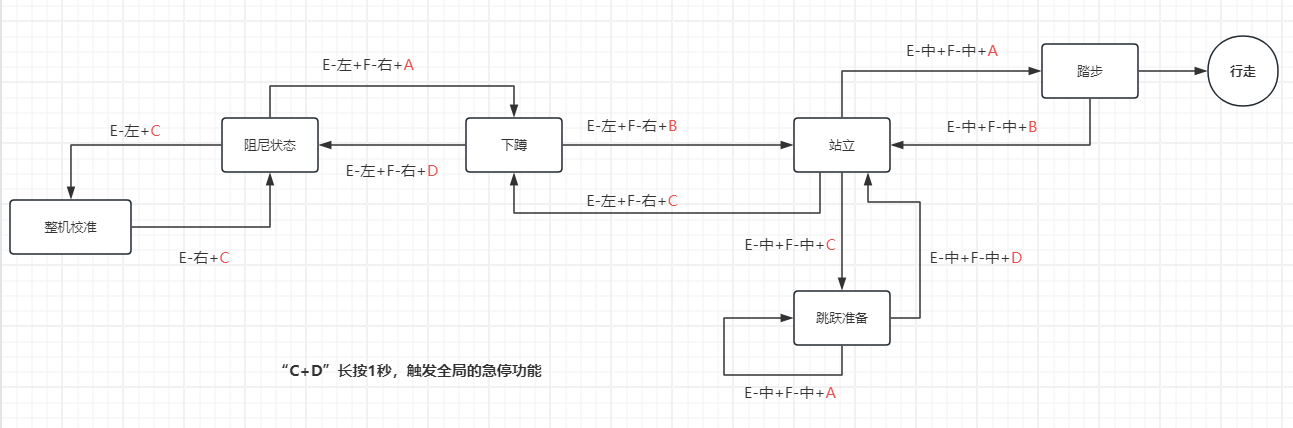 E-中+F-中+A
E-左+F-右+A
踏步
行走
E-左+C
阻尼状态
E-左+F-右+D
下蹲
E-左+F-右+B
站立
E-中+F-中+B
整机校准
E-右+C
E-左+F-右+C
E-中+F-中+C
E-中+F-中+D
跳跃准备
“C+D”长按1秒，触发全局的急停功能
E-中+F-中+A